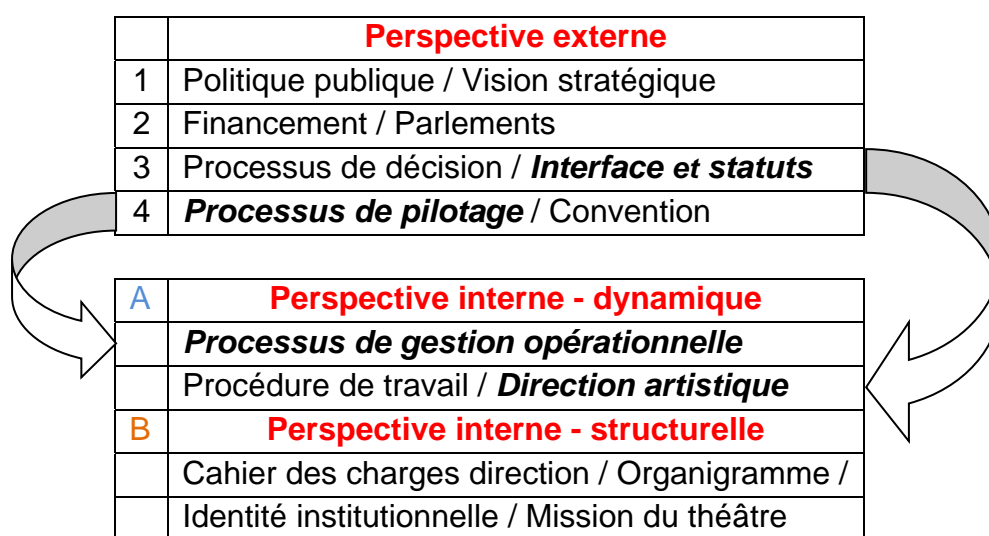 Perspective externe
1 Politique publique / Vision stratégique
2 Financement / Parlements
3 Processus de décision / Interface et statuts
4 Processus de pilotage / Convention
A Perspective interne - dynamique
Processus de gestion opérationnelle
Procédure de travail / Direction artistique
B Perspective interne - structurelle
Cahier des charges direction / Organigramme /
Identité institutionnelle / Mission du théâtre